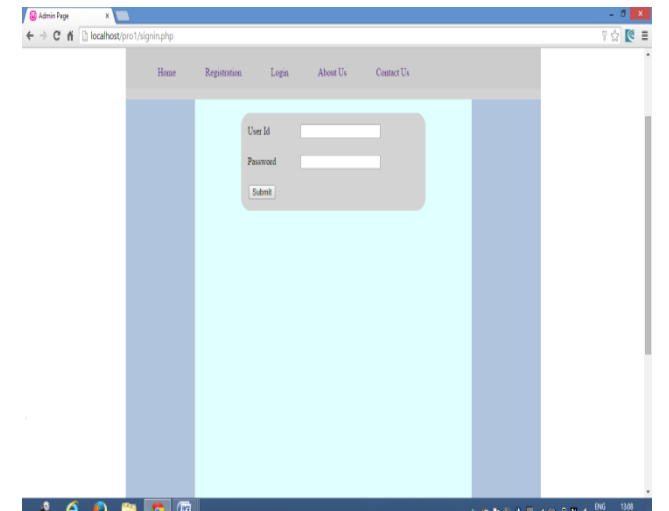 Admin Page
localhost/pro1/signin.php
Home Registration Login About Us Contact Us
User Id
Password
Submit
ENG 13:08